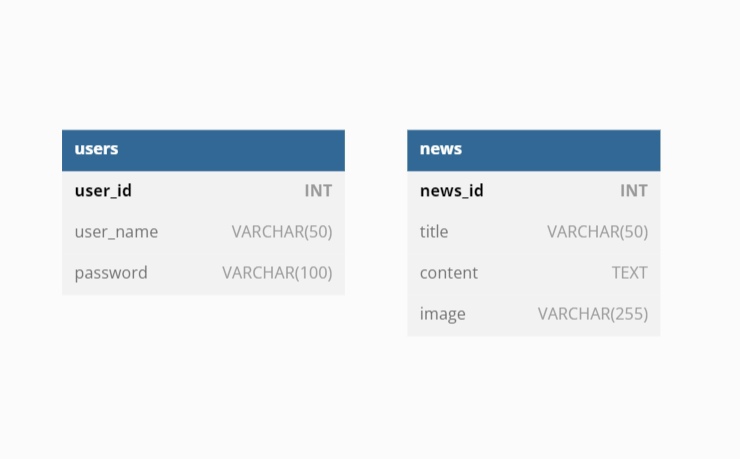 users
user_id INT
user_name VARCHAR(50)
password VARCHAR(100)
news
news_id INT
title VARCHAR(50)
content TEXT
image VARCHAR(255)